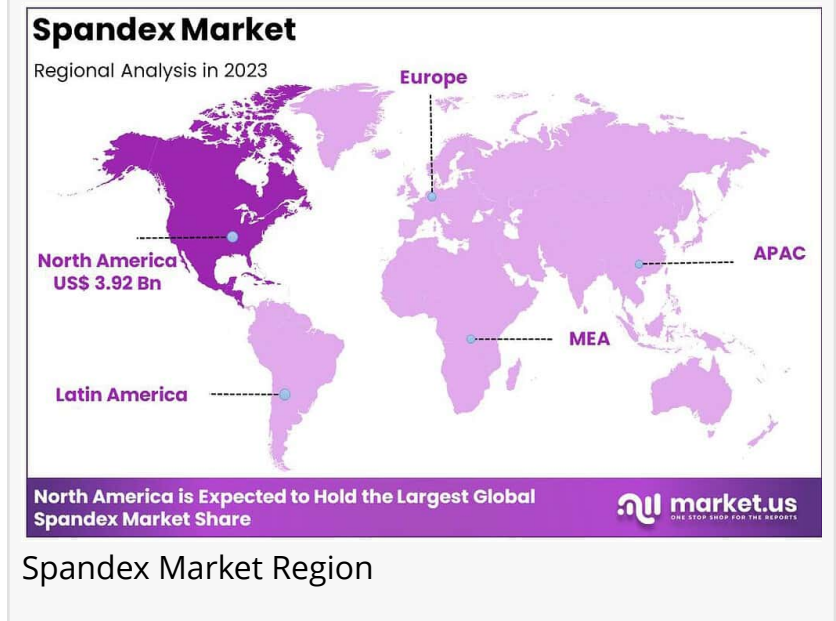 Spandex Market
Regional Analysis in 2023
Europe
North America
US$ 3.92 Bn
APAC
MEA
Latin America
North America is Expected to Hold the Largest Global
Spandex Market Share
market.us
ONE STOP SHOP FOR THE REPORTS
Spandex Market Region